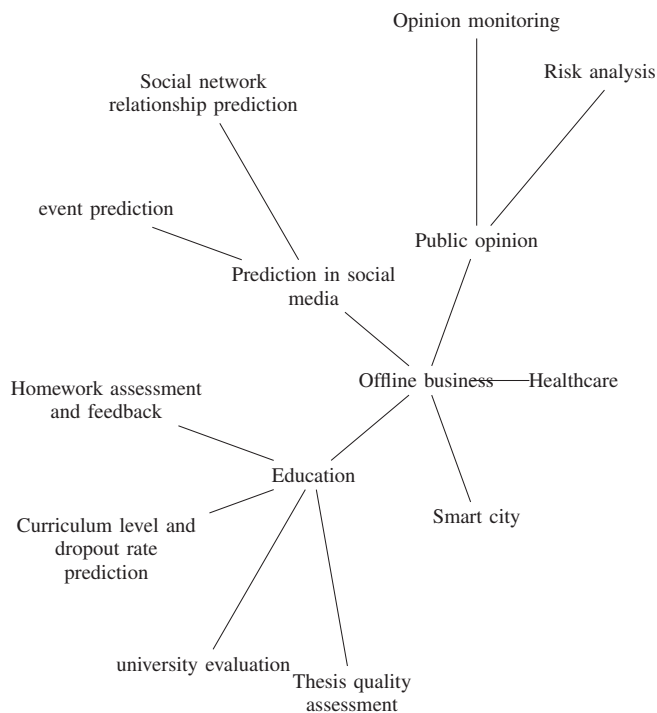 Opinion monitoring
Risk analysis
Social network
relationship prediction
event prediction
Public opinion
Prediction in social
media
Offline business
Healthcare
Homework assessment
and feedback
Education
Curriculum level and
dropout rate
prediction
Smart city
university evaluation
Thesis quality
assessment